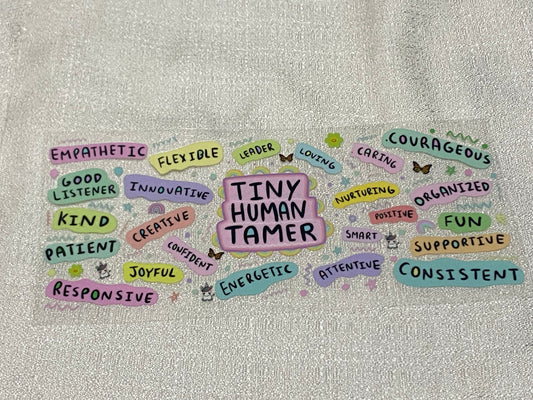 EMPATHETIC
FLEXIBLE
LEADER
LOVING
CARING
COURAGEOUS
GOOD
LISTENER
INNOVATIVE
TINY
HUMAN
TAMER
NURTURING
ORGANIZED
KIND
CREATIVE
POSITIVE
FUN
PATIENT
CONFIDENT
SMART
SUPPORTIVE
JOYFUL
ENERGETIC
ATTENTIVE
CONSISTENT
RESPONSIVE